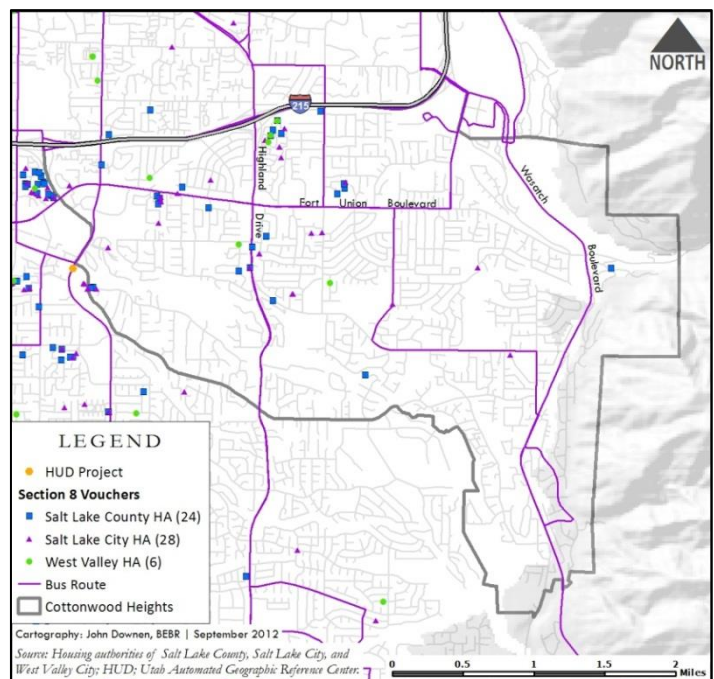 NORTH
215
Highland
Drive
Fort Union Boulevard
Wasatch
Boulevard
LEGEND
HUD Project
Section 8 Vouchers
Salt Lake County HA (24)
Salt Lake City HA (28)
West Valley HA (6)
Bus Route
Cottonwood Heights
Cartography: John Downen, BEBR | September 2012
Source: Housing authorities of Salt Lake County, Salt Lake City, and
West Valley City; HUD; Utah Automated Geographic Reference Center.
0 0.5 1 1.5 2
Miles